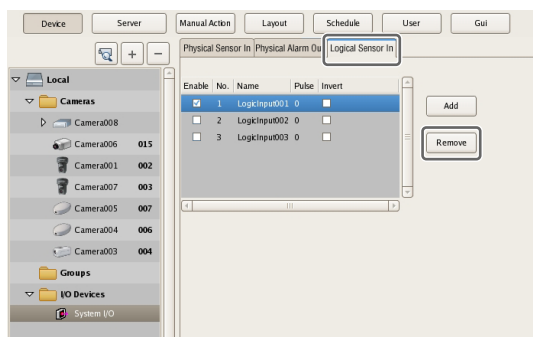 Device Server Manual Action Layout Schedule User Gui
+ −
Physical Sensor In Physical Alarm Ou Logical Sensor In
Local
Cameras
Camera008
Camera006 015
Camera001 002
Camera007 003
Camera005 007
Camera004 006
Camera003 004
Groups
I/O Devices
System I/O
Enable No. Name Pulse Invert
1 LogicInput001 0
2 LogicInput002 0
3 LogicInput003 0
Add
Remove